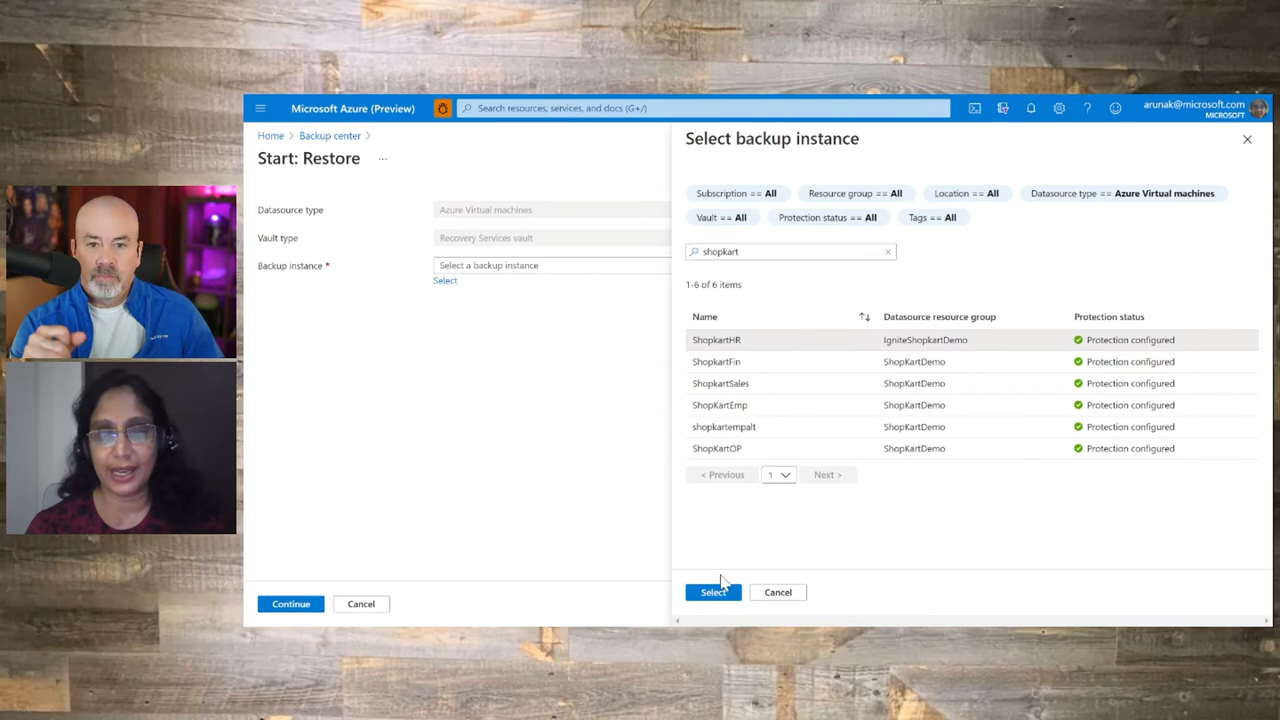 Microsoft Azure (Preview)
Search resources, services, and docs (G+/)
arunak@microsoft.com
MICROSOFT
Home > Backup center >
Start: Restore ...
Datasource type
Azure Virtual machines
Vault type
Recovery Services vault
Backup instance *
Select a backup instance
Select
Continue
Cancel
Select backup instance
Subscription == All
Resource group == All
Location == All
Datasource type == Azure Virtual machines
Vault == All
Protection status == All
Tags == All
shopkart
1-6 of 6 items
Name Datasource resource group Protection status
ShopkartHR IgniteShopkartDemo Protection configured
ShopkartFin ShopKartDemo Protection configured
ShopkartSales ShopKartDemo Protection configured
ShopKartEmp ShopKartDemo Protection configured
shopkartempalt ShopKartDemo Protection configured
ShopKartOP ShopKartDemo Protection configured
< Previous 1 Next >
Select
Cancel